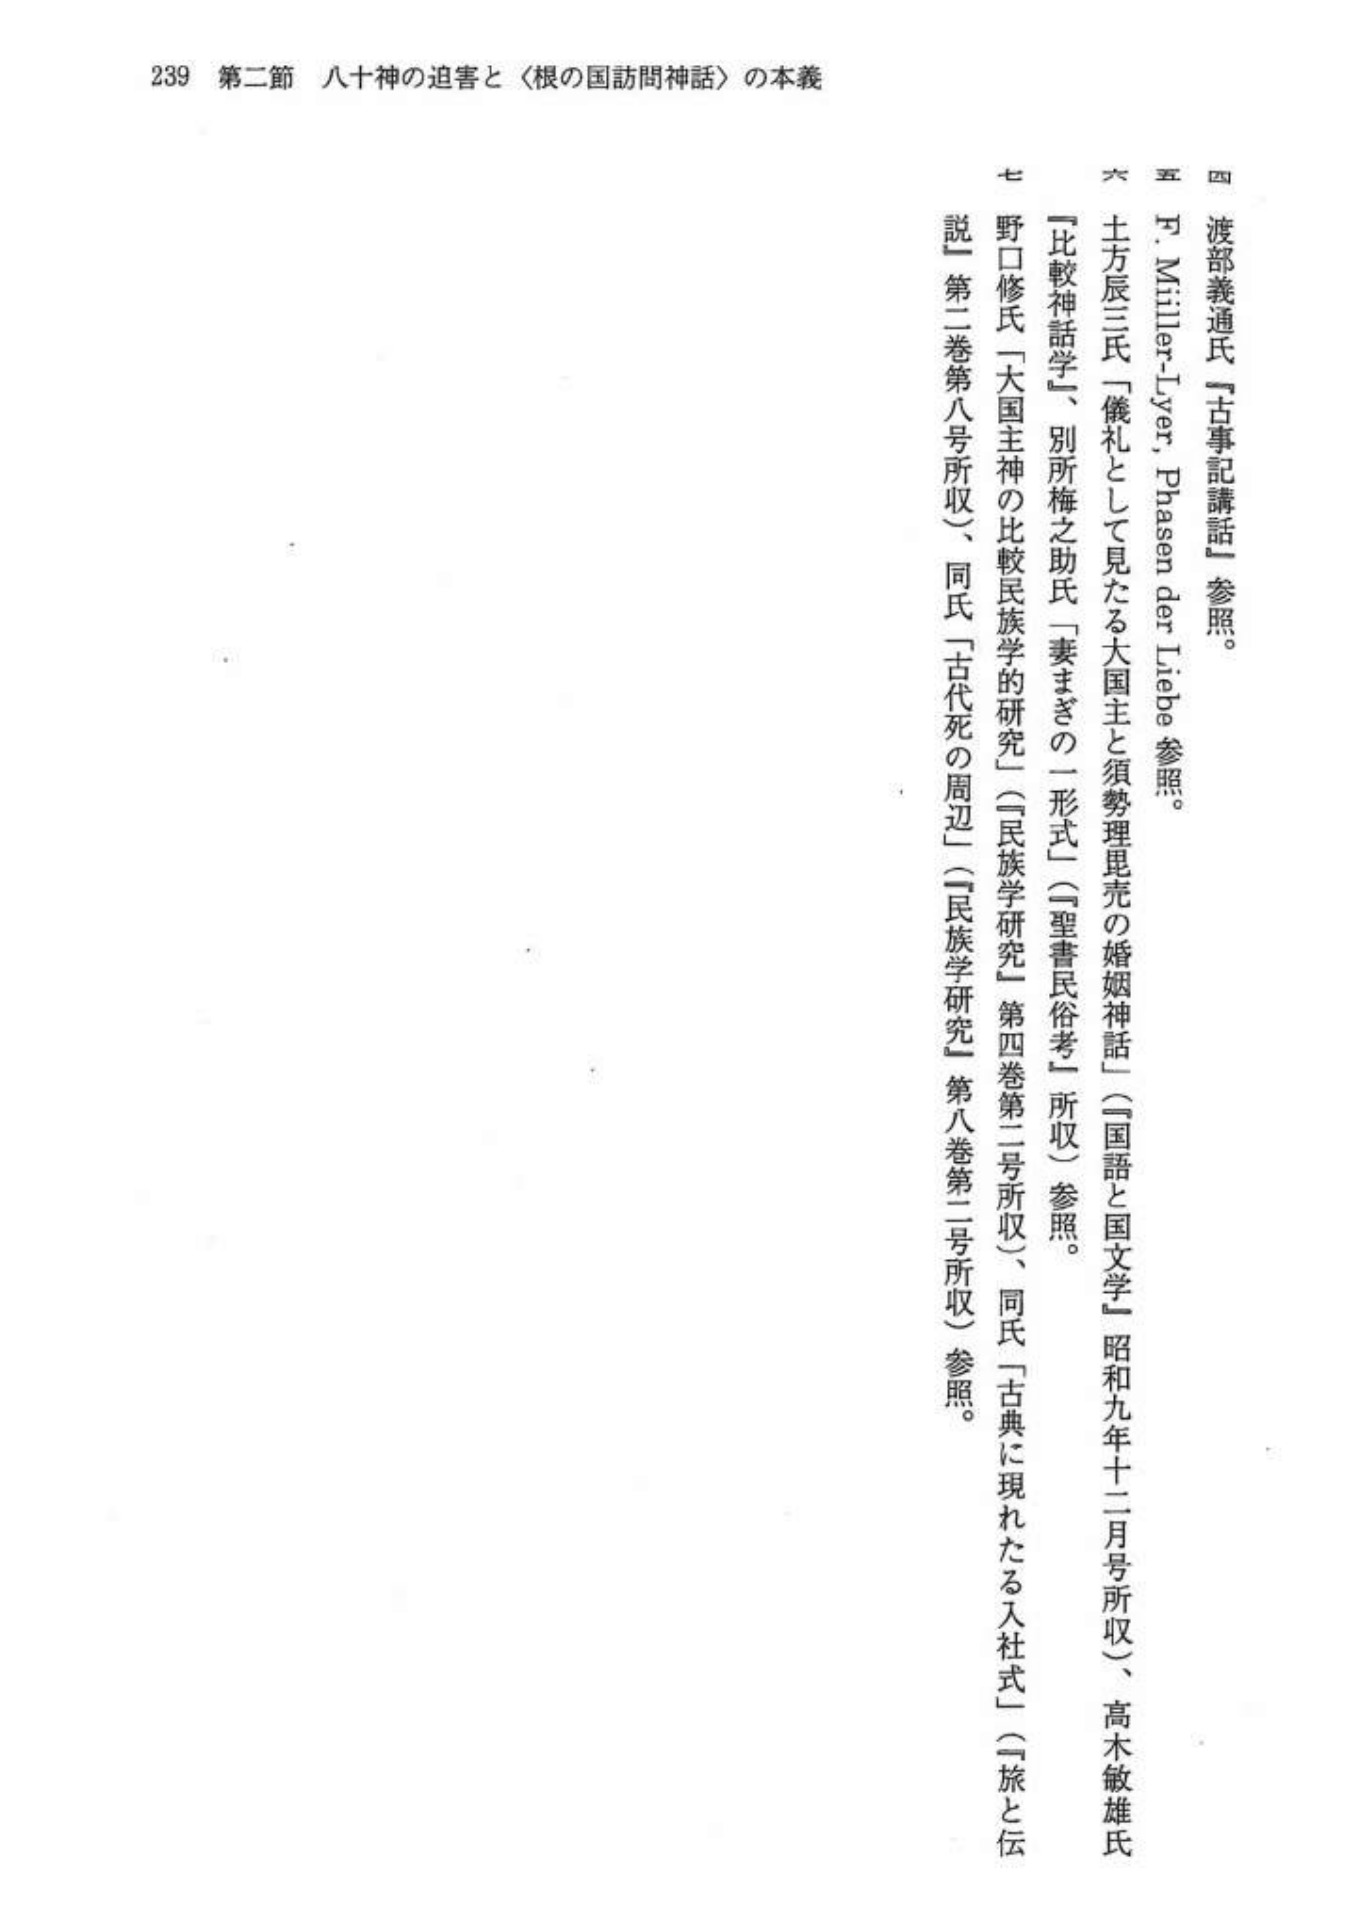 239 第二節 八十神の迫害と〈根の国訪問神話〉の本義
四 渡部義通氏『古事記講話』参照。
五 F. Müller-Lyer, Phasen der Liebe 参照。
六 土方辰三氏「儀礼として見たる大国主と須勢理毘売の婚姻神話」（『国語と国文学』昭和九年十二月号所収）、高木敏雄氏
『比較神話学』、別所梅之助氏「妻まぎの一形式」（『聖書民俗考』所収）参照。
七 野口修氏「大国主神の比較民族学的研究」（『民族学研究』第四巻第二号所収）、同氏「古典に現れたる入社式」（『旅と伝
説』第二巻第八号所収）、同氏「古代死の周辺」（『民族学研究』第八巻第二号所収）参照。